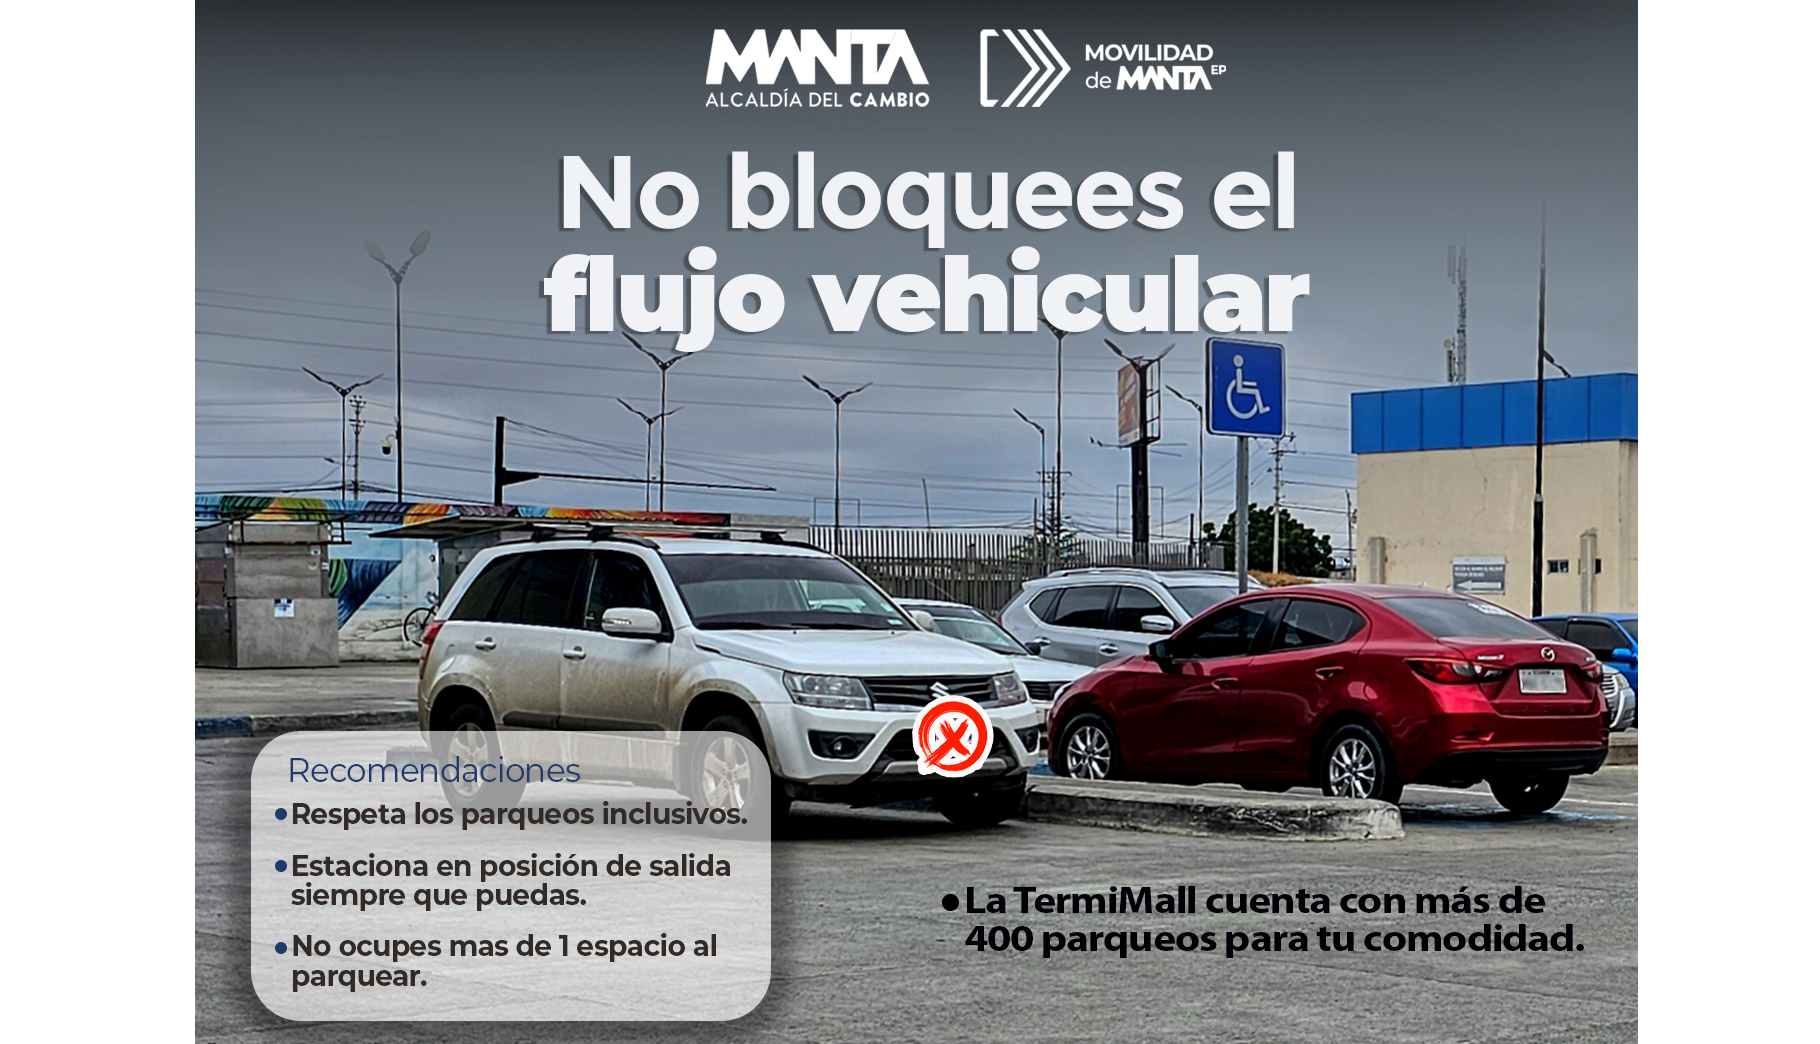 MANTA
ALCALDÍA DEL CAMBIO
MOVILIDAD
de MANTA EP
No bloquees el
flujo vehicular
Recomendaciones
•Respeta los parqueos inclusivos.
•Estaciona en posición de salida
siempre que puedas.
•No ocupes mas de 1 espacio al
parquear.
•La TermiMall cuenta con más de
400 parqueos para tu comodidad.